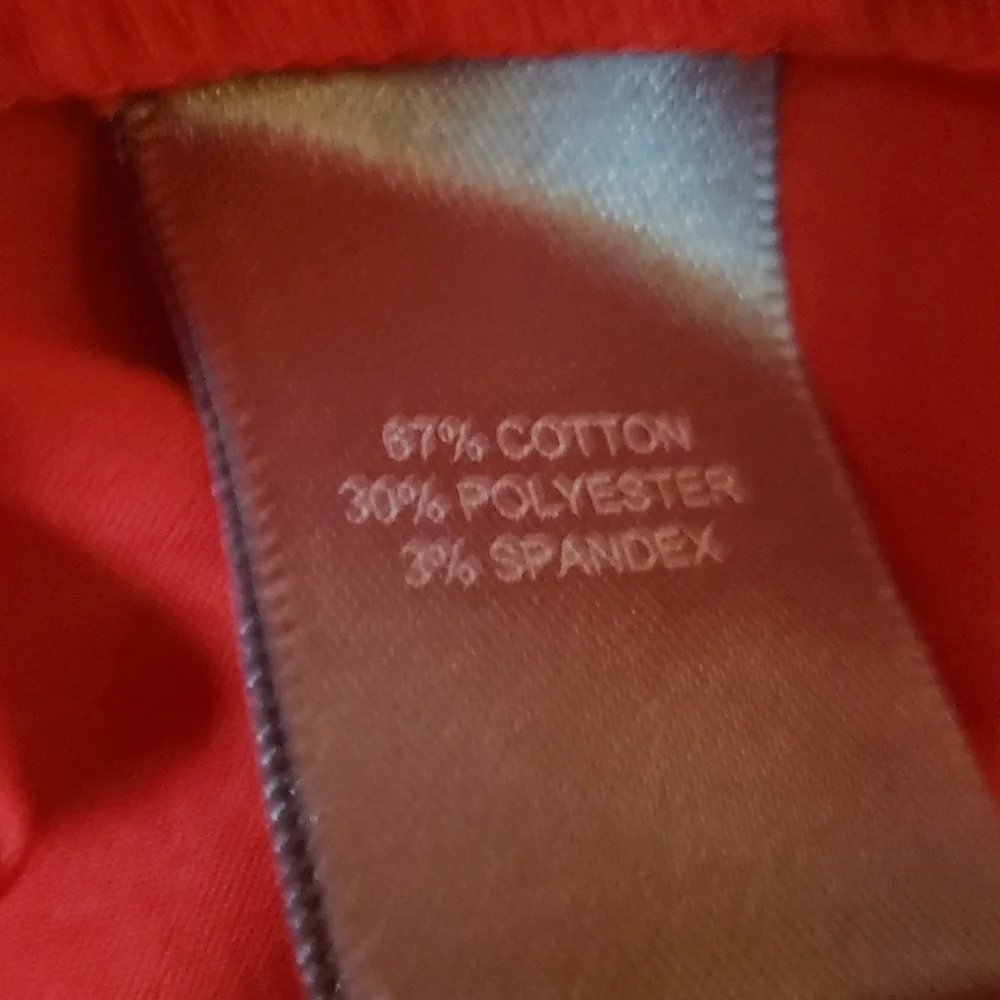 67% COTTON
30% POLYESTER
3% SPANDEX